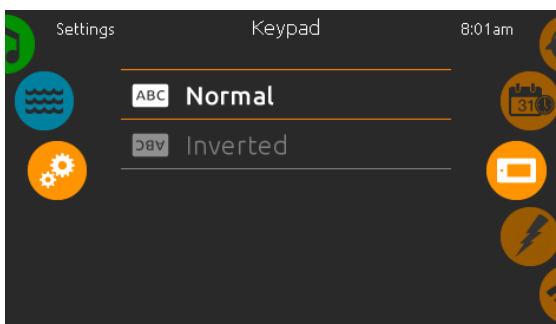 Settings
Keypad
8:01am
ABC Normal
ABC Inverted
31